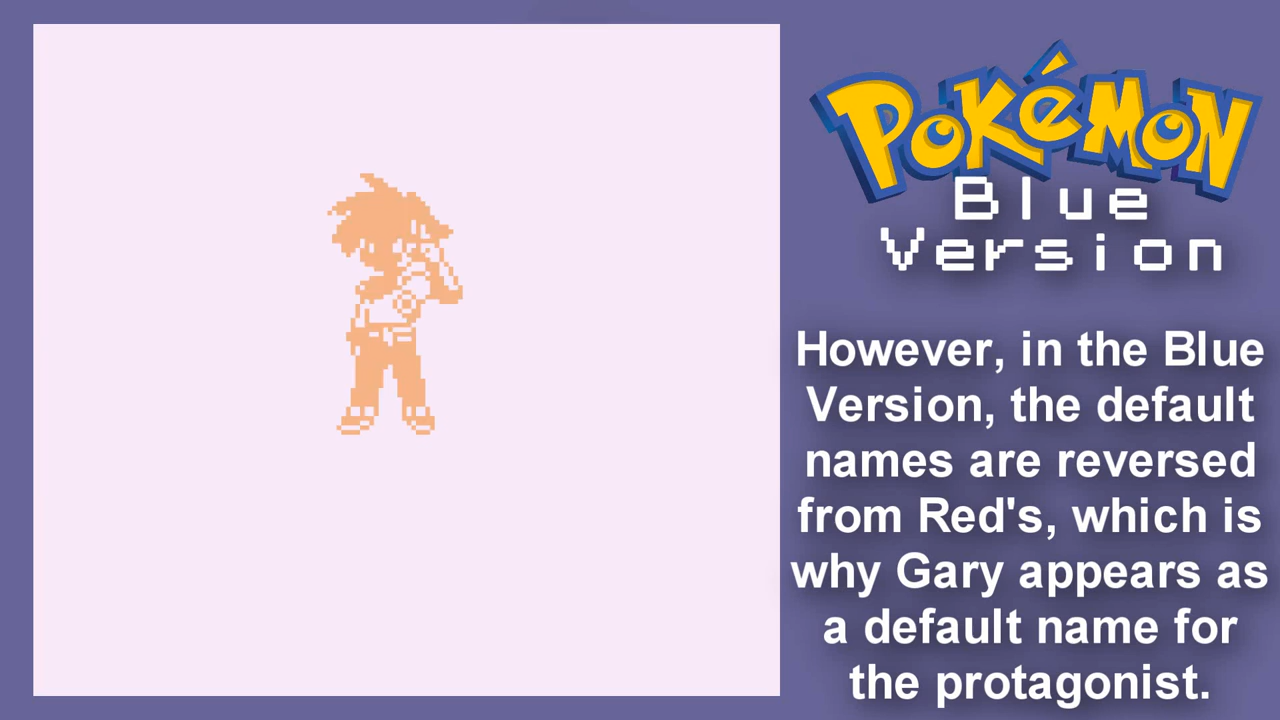 POKéMON
Blue
Version
However, in the Blue
Version, the default
names are reversed
from Red's, which is
why Gary appears as
a default name for
the protagonist.